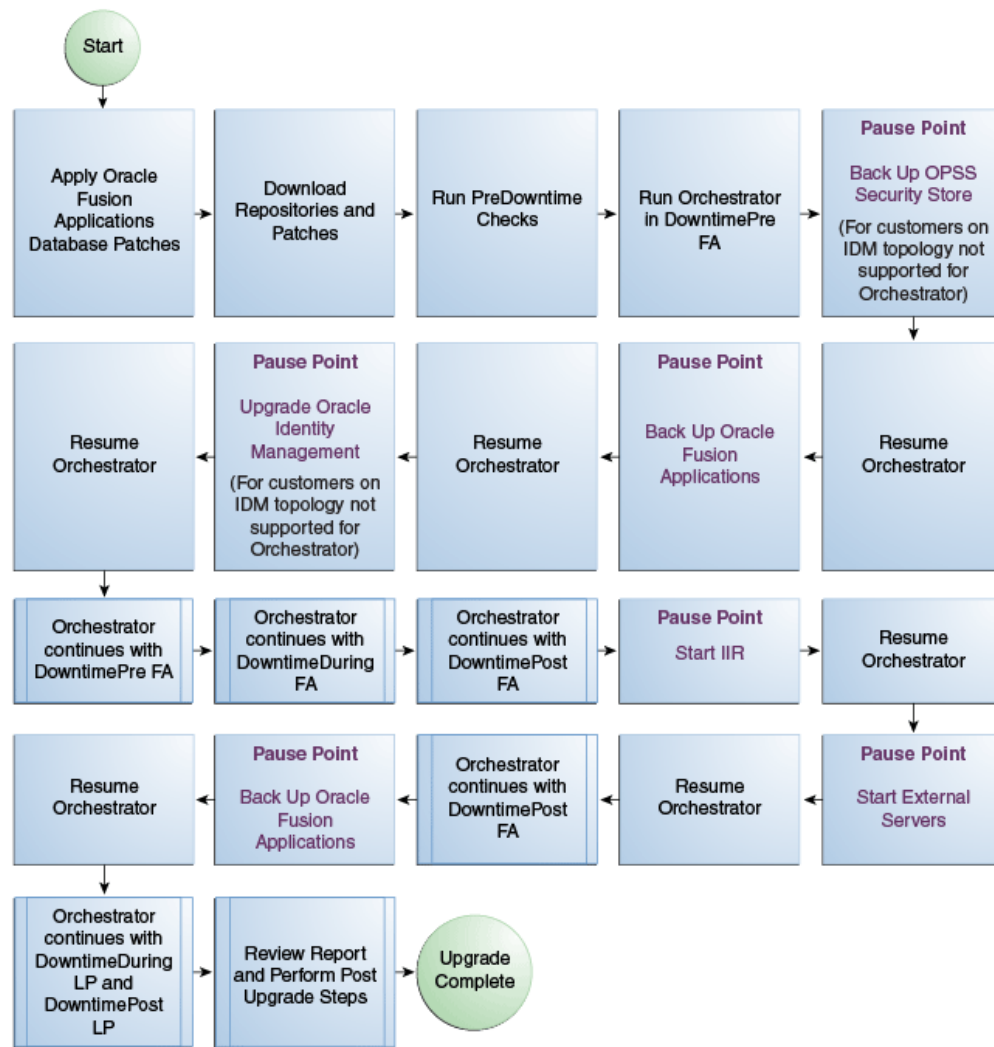 Start
Apply Oracle
Fusion
Applications
Database Patches
Download
Repositories and
Patches
Run PreDowntime
Checks
Run Orchestrator
in DowntimePre
FA
Pause Point
Back Up OPSS
Security Store
(For customers on
IDM topology not
supported for
Orchestrator)
Resume
Orchestrator
Pause Point
Back Up Oracle
Fusion
Applications
Resume
Orchestrator
Pause Point
Upgrade Oracle
Identity
Management
(For customers on
IDM topology not
supported for
Orchestrator)
Resume
Orchestrator
Orchestrator
continues with
DowntimePre FA
Orchestrator
continues with
DowntimeDuring
FA
Orchestrator
continues with
DowntimePost
FA
Pause Point
Start IIR
Resume
Orchestrator
Pause Point
Start External
Servers
Resume
Orchestrator
Orchestrator
continues with
DowntimePost
FA
Pause Point
Back Up Oracle
Fusion
Applications
Resume
Orchestrator
Orchestrator
continues with
DowntimeDuring
LP and
DowntimePost
LP
Review Report
and Perform Post
Upgrade Steps
Upgrade
Complete